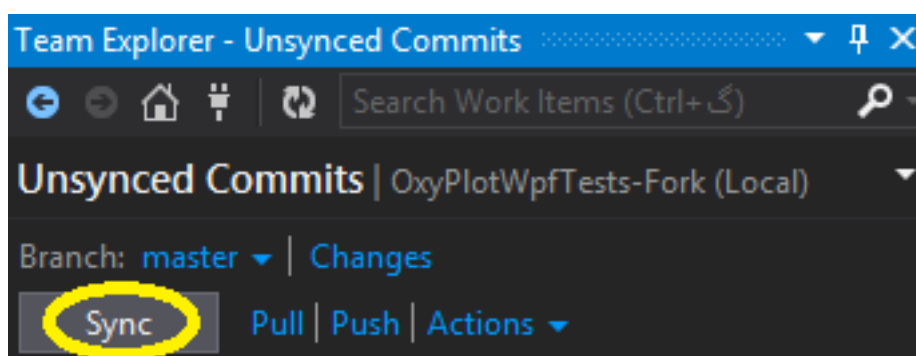 Team Explorer - Unsynced Commits
Search Work Items (Ctrl+گ)
Unsynced Commits | OxyPlotWpfTests-Fork (Local)
Branch: master | Changes
Sync Pull | Push | Actions